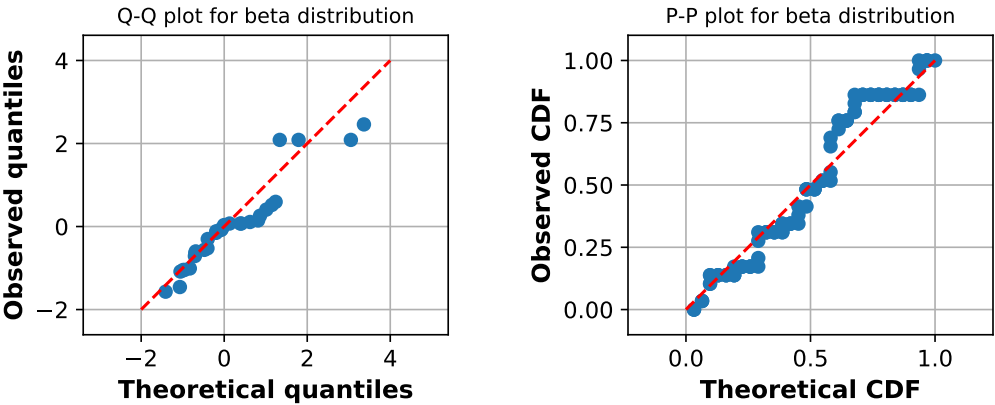 Q-Q plot for beta distribution
Observed quantiles
4
2
0
−2
−2 0 2 4
Theoretical quantiles
P-P plot for beta distribution
Observed CDF
1.00
0.75
0.50
0.25
0.00
0.0 0.5 1.0
Theoretical CDF